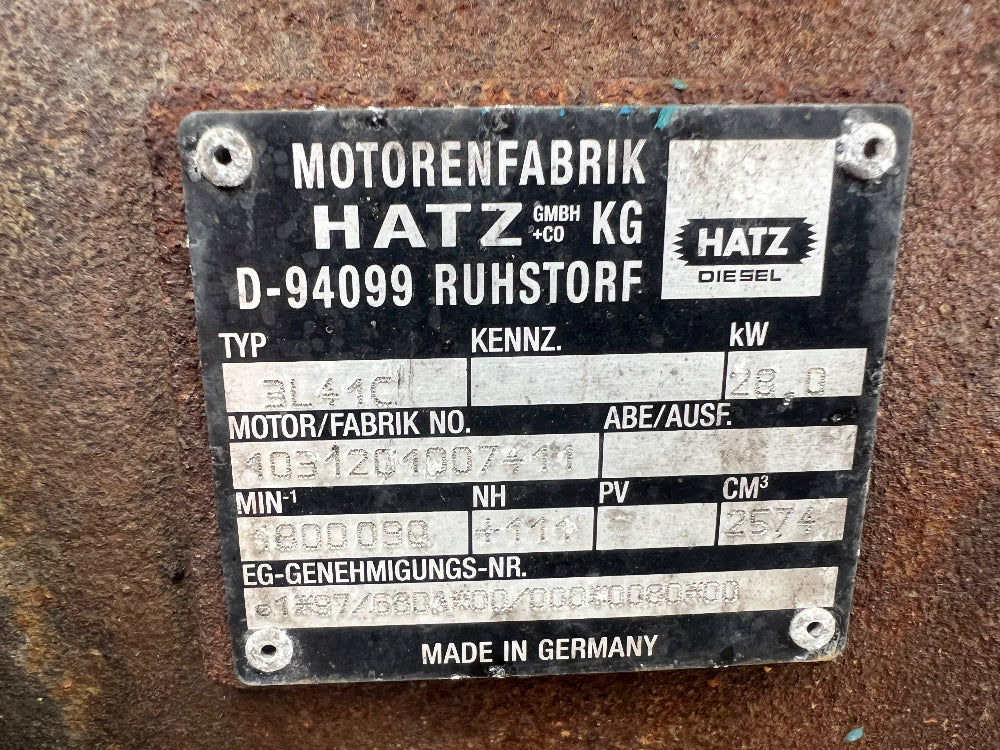 MOTORENFABRIK
HATZ GMBH +CO KG
D-94099 RUHSTORF
HATZ
DIESEL
TYP KENNZ. kW
3L41C 28,0
MOTOR/FABRIK NO. ABE/AUSF.
MIN-1 NH PV CM³
+111 2574
EG-GENEHMIGUNGS-NR.
MADE IN GERMANY